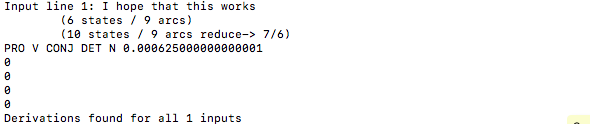 Input line 1: I hope that this works
(6 states / 9 arcs)
(10 states / 9 arcs reduce-> 7/6)
PRO V CONJ DET N 0.000625000000000001
0
0
0
0
Derivations found for all 1 inputs